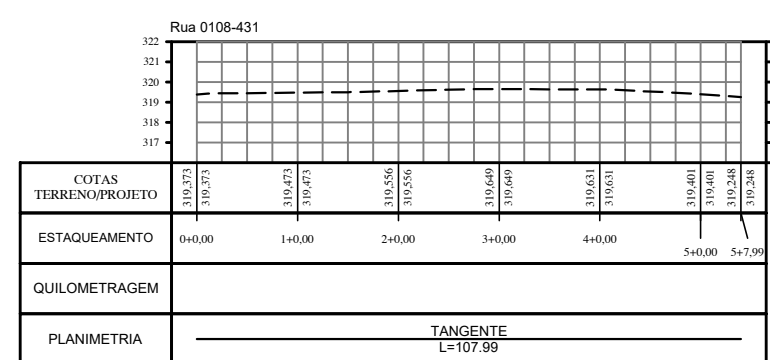 Rua 0108-431
322
321
320
319
318
317
COTAS
TERRENO/PROJETO
319,373
319,373
319,473
319,473
319,556
319,556
319,649
319,649
319,631
319,631
319,401
319,401
319,248
319,248
ESTAQUEAMENTO
0+0,00 1+0,00 2+0,00 3+0,00 4+0,00
5+0,00 5+7,99
QUILOMETRAGEM
PLANIMETRIA
TANGENTE
L=107.99